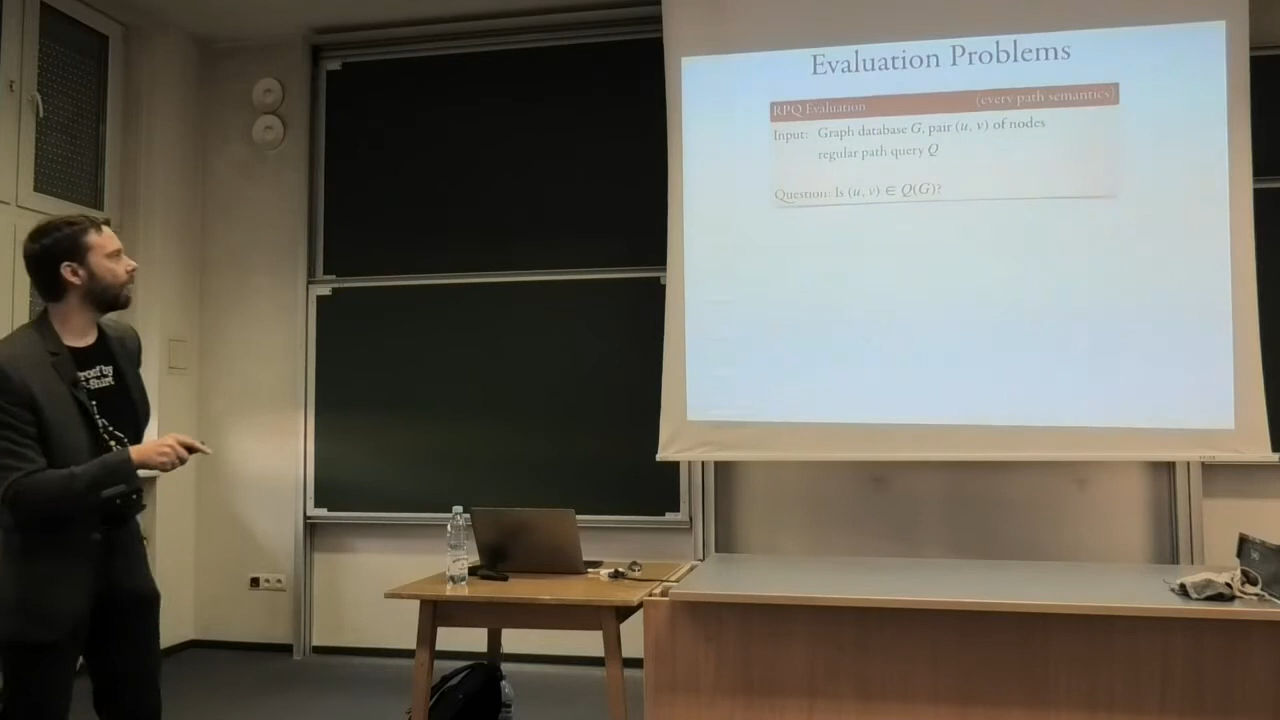 Evaluation Problems
RPQ Evaluation (every path semantics)
Input: Graph database G, pair (u, v) of nodes
regular path query Q
Question: Is (u, v) ∈ Q(G)?